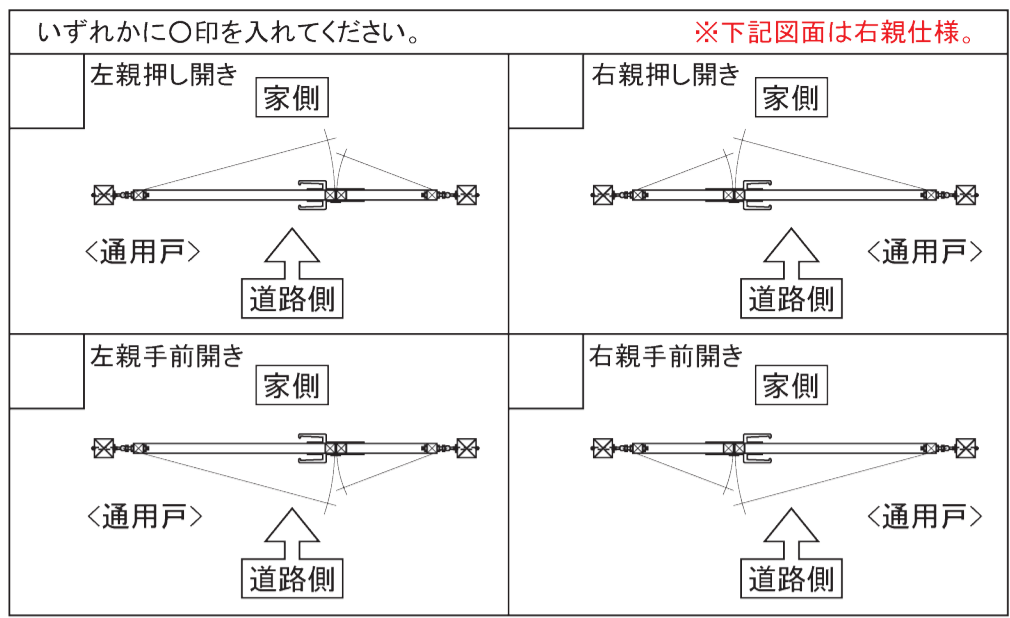 いずれかに〇印を入れてください。
※下記図面は右親仕様。
左親押し開き
家側
<通用戸>
道路側
右親押し開き
家側
<通用戸>
道路側
左親手前開き
家側
<通用戸>
道路側
右親手前開き
家側
<通用戸>
道路側